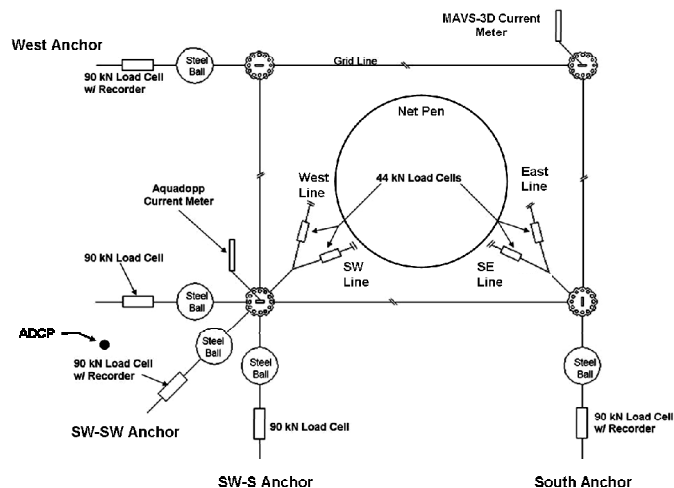 MAVS-3D Current
Meter
West Anchor
Steel
Ball
Grid Line
90 kN Load Cell
w/ Recorder
Net Pen
West
Line
44 kN Load Cells
East
Line
Aquadopp
Current Meter
90 kN Load Cell
SW
Line
SE
Line
Steel
Ball
ADCP
Steel
Ball
90 kN Load Cell
w/ Recorder
Steel
Ball
Steel
Ball
SW-SW Anchor
90 kN Load Cell
90 kN Load Cell
w/ Recorder
SW-S Anchor
South Anchor